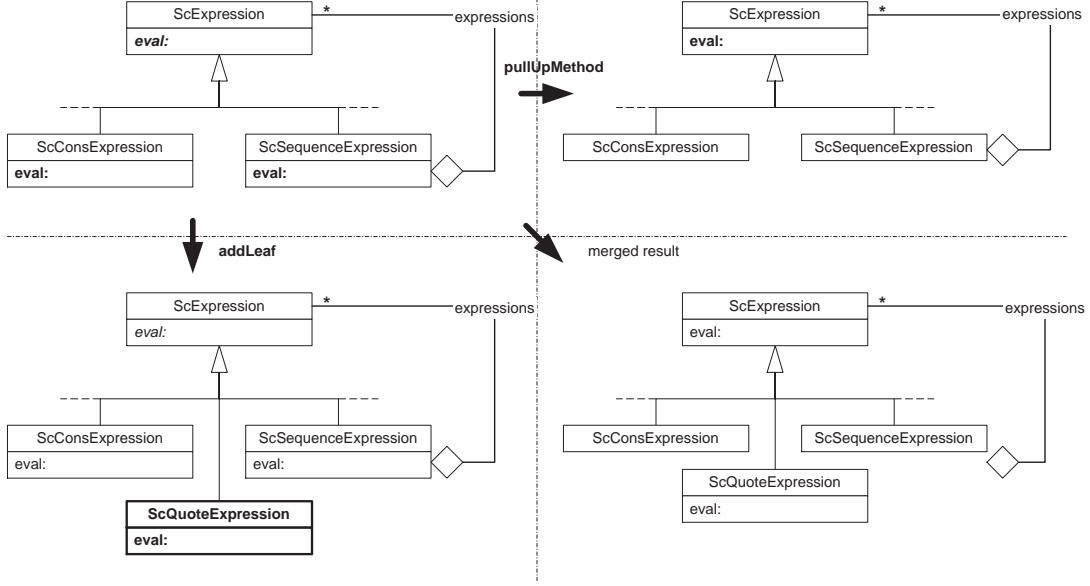 ScExpression
*
expressions
eval:
ScConsExpression
eval:
ScSequenceExpression
eval:
pullUpMethod
ScExpression
*
expressions
eval:
ScConsExpression
ScSequenceExpression
addLeaf
merged result
ScExpression
*
expressions
eval:
ScConsExpression
eval:
ScSequenceExpression
eval:
ScQuoteExpression
eval:
ScExpression
*
expressions
eval:
ScConsExpression
ScSequenceExpression
ScQuoteExpression
eval: